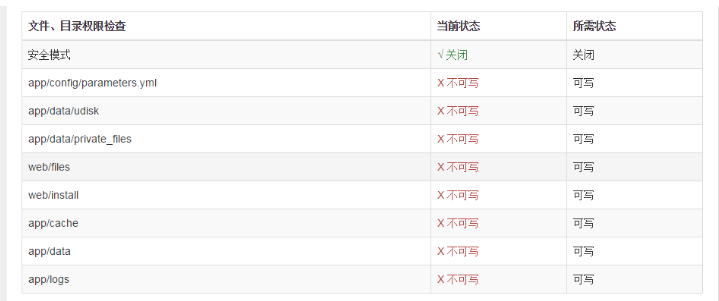 文件、目录权限检查 当前状态 所需状态
安全模式 √ 关闭 关闭
app/config/parameters.yml X 不可写 可写
app/data/udisk X 不可写 可写
app/data/private_files X 不可写 可写
web/files X 不可写 可写
web/install X 不可写 可写
app/cache X 不可写 可写
app/data X 不可写 可写
app/logs X 不可写 可写